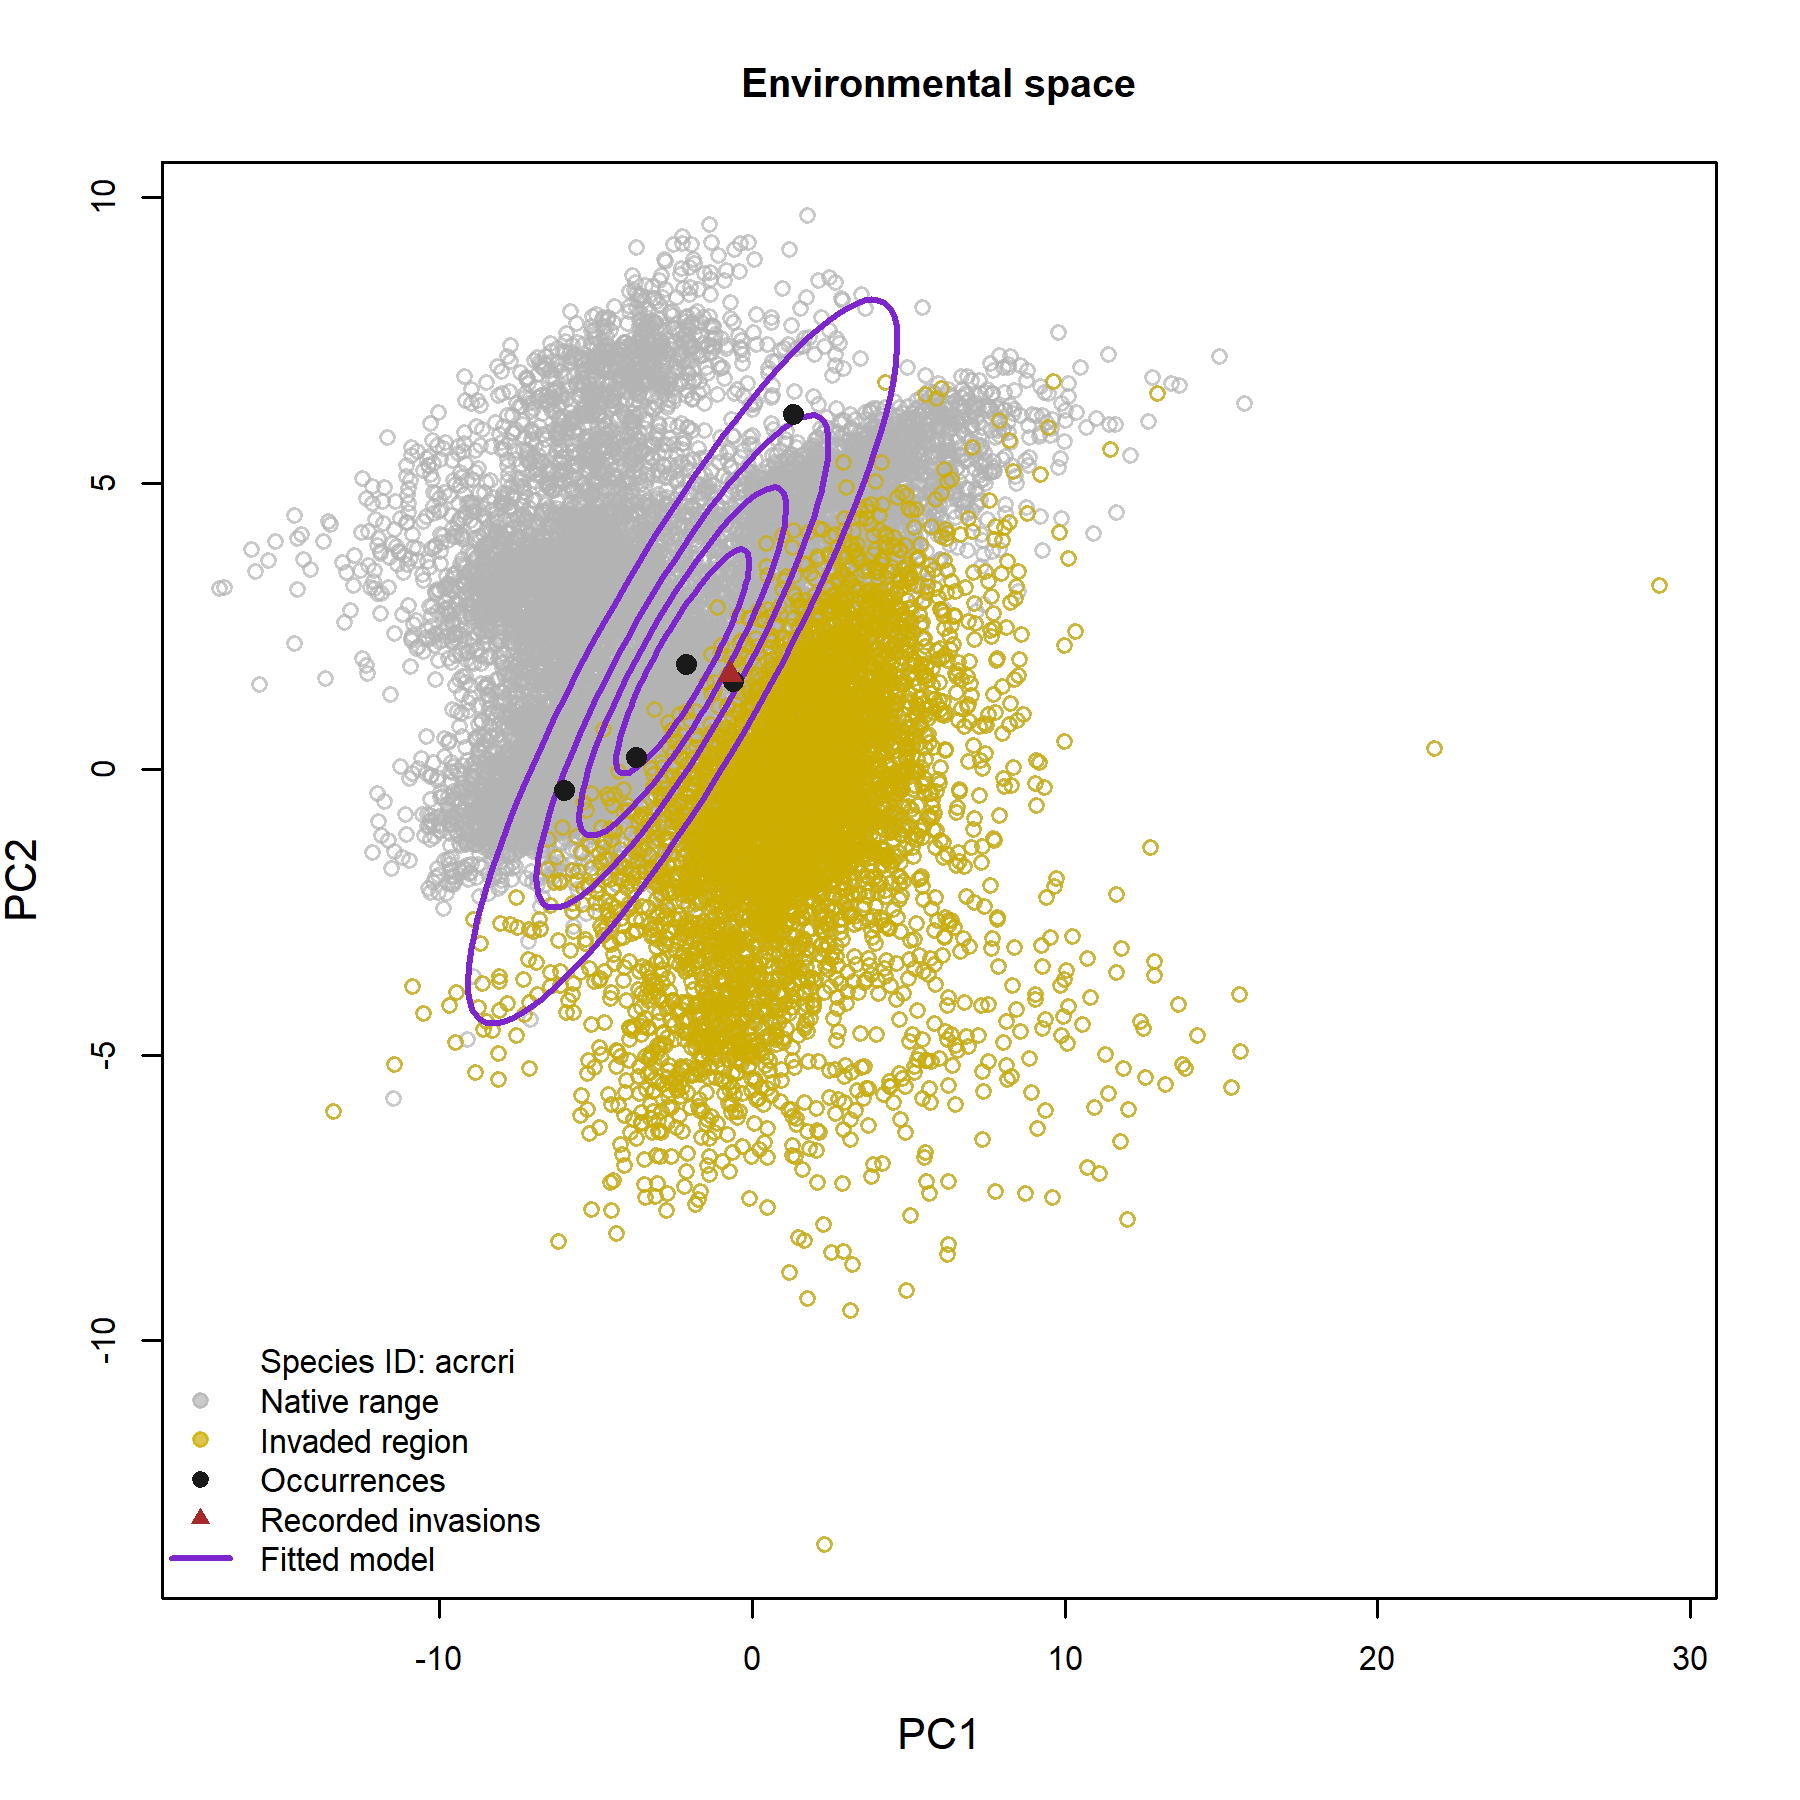 Environmental space
10
5
0
-5
-10
PC2
Species ID: acrcri
Native range
Invaded region
Occurrences
Recorded invasions
Fitted model
-10 0 10 20 30
PC1